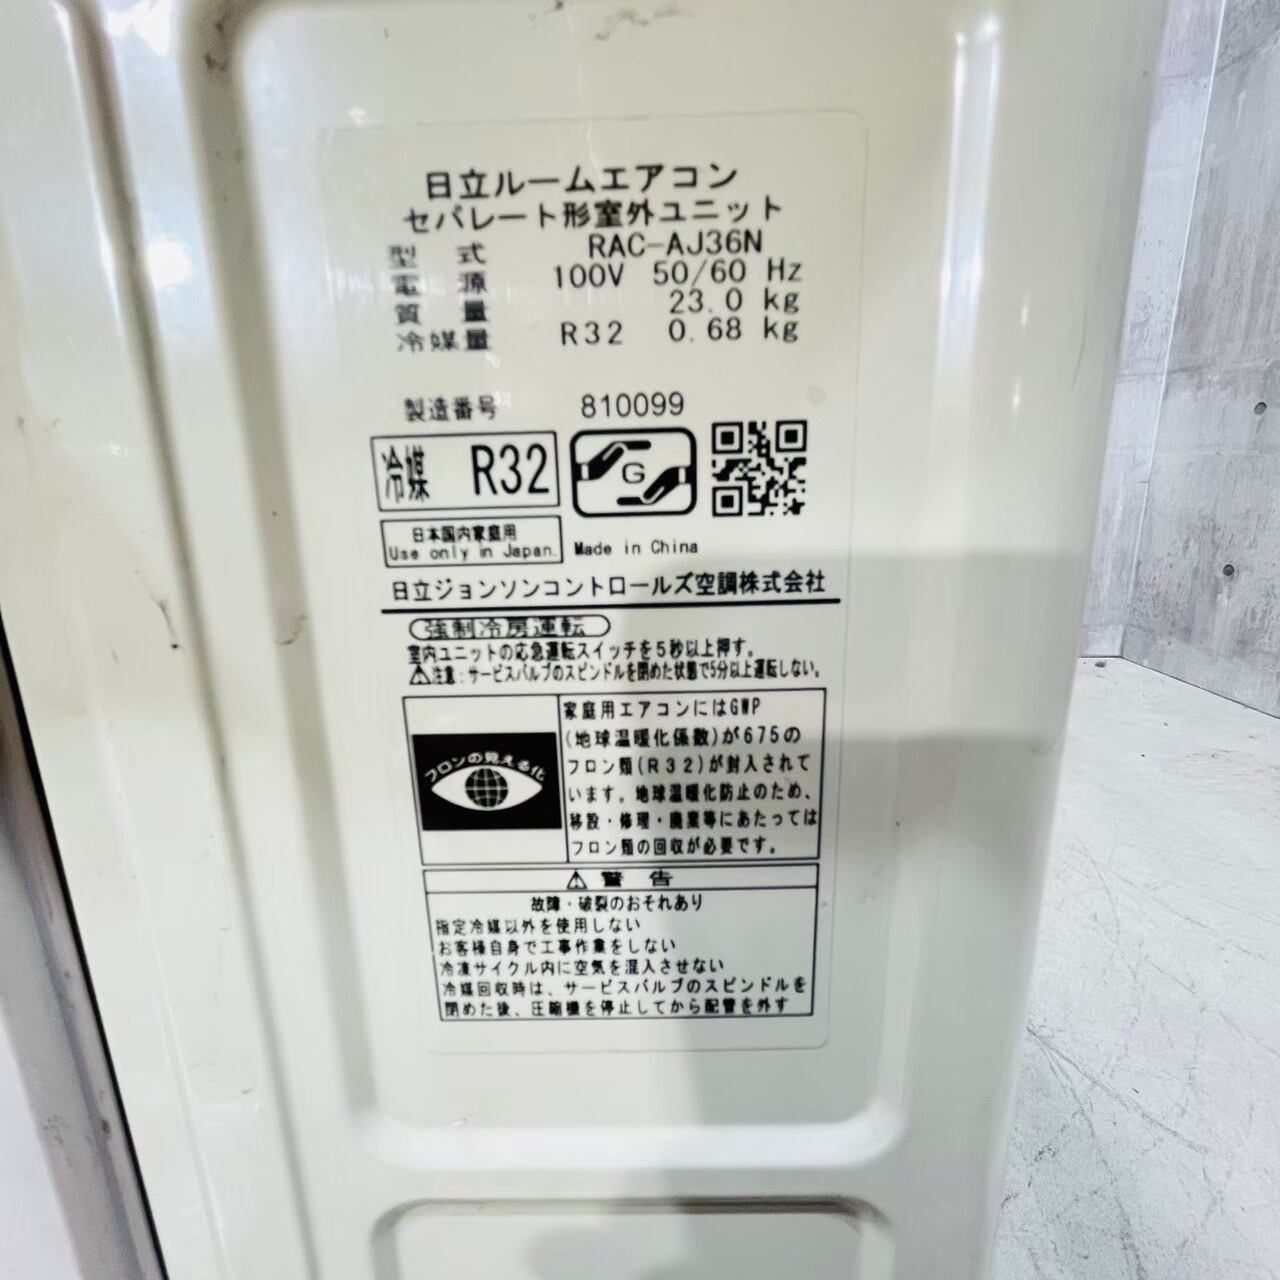 日立ルームエアコン
セパレート形室外ユニット
型式 RAC-AJ36N
電源 100V 50/60 Hz
質量 23.0 kg
冷媒量 R32 0.68 kg
製造番号 810099
冷媒 R32
G
日本国内家庭用
Use only in Japan.
Made in China
日立ジョンソンコントロールズ空調株式会社
強制冷房運転
室内ユニットの応急運転スイッチを5秒以上押す。
⚠注意:サービスバルブのスピンドルを閉めた状態で5分以上運転しない。
フロンの見える化
家庭用エアコンにはGWP
(地球温暖化係数)が675の
フロン類(R32)が封入されて
います。地球温暖化防止のため、
移設・修理・廃棄等にあたっては
フロン類の回収が必要です。
⚠ 警告
故障・破裂のおそれあり
指定冷媒以外を使用しない
お客様自身で工事作業をしない
冷凍サイクル内に空気を混入させない
冷媒回収時は、サービスバルブのスピンドルを
閉めた後、圧縮機を停止してから配管を外す